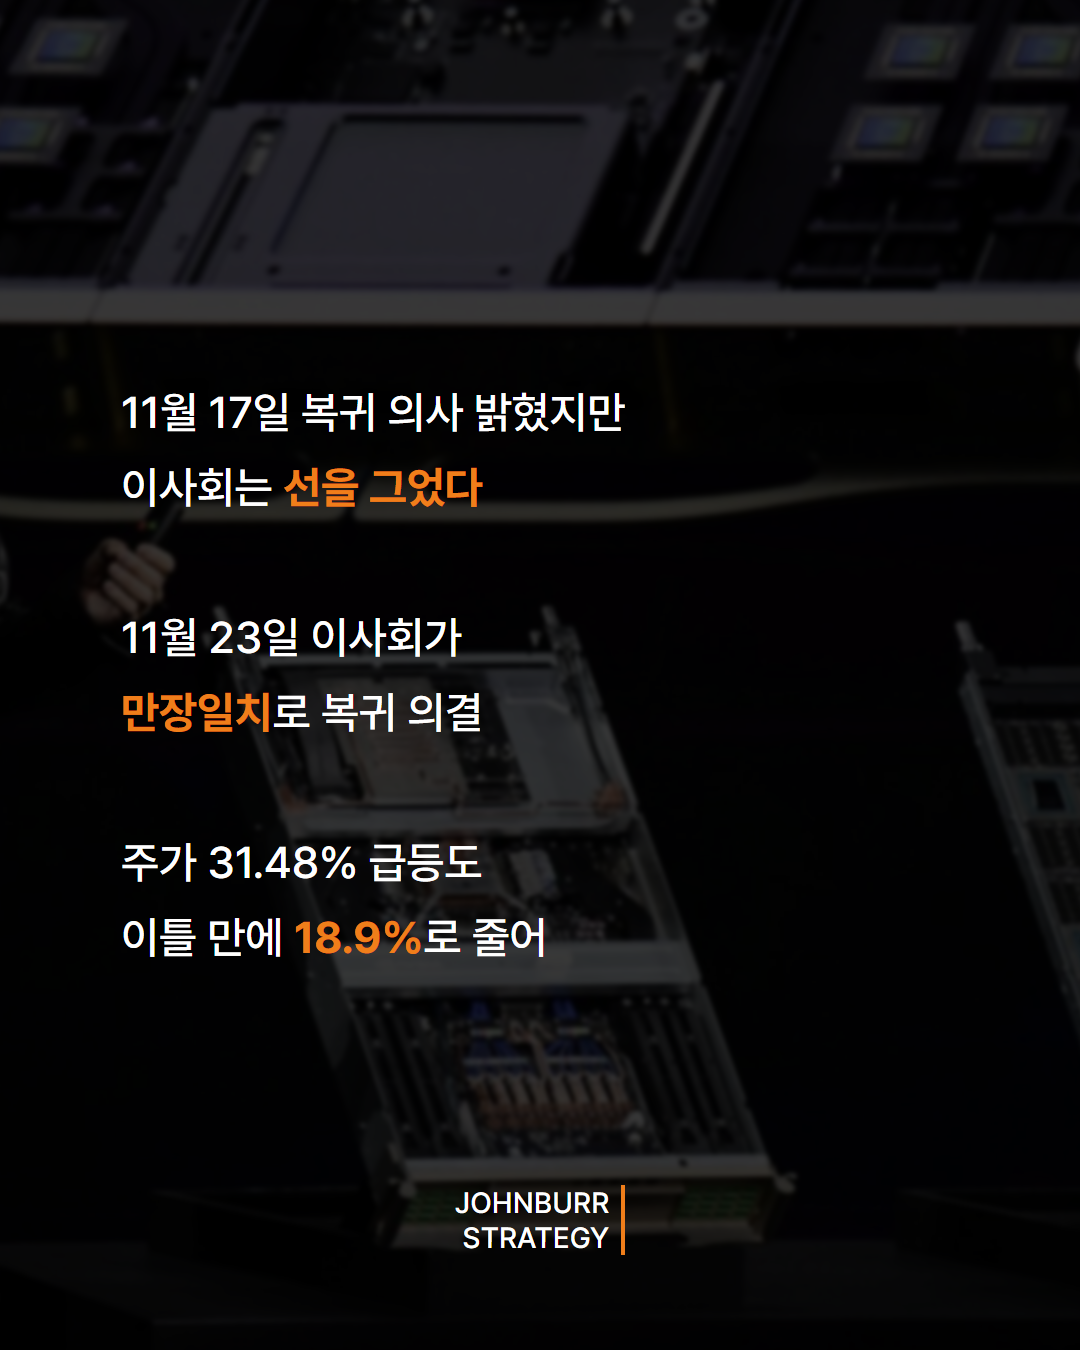 11월 17일 복귀 의사 밝혔지만
이사회는 선을 그었다
11월 23일 이사회가
만장일치로 복귀 의결
주가 31.48% 급등도
이틀 만에 18.9%로 줄어
JOHNBURR
STRATEGY